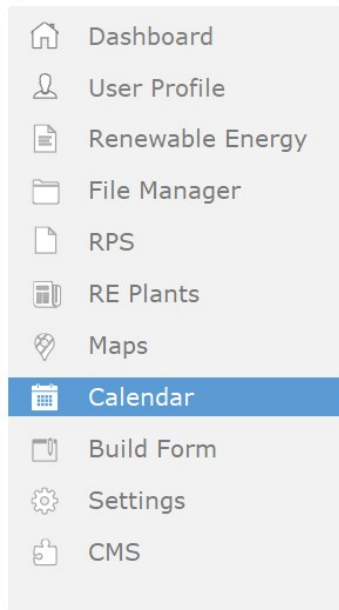 Dashboard
User Profile
Renewable Energy
File Manager
RPS
RE Plants
Maps
Calendar
Build Form
Settings
CMS